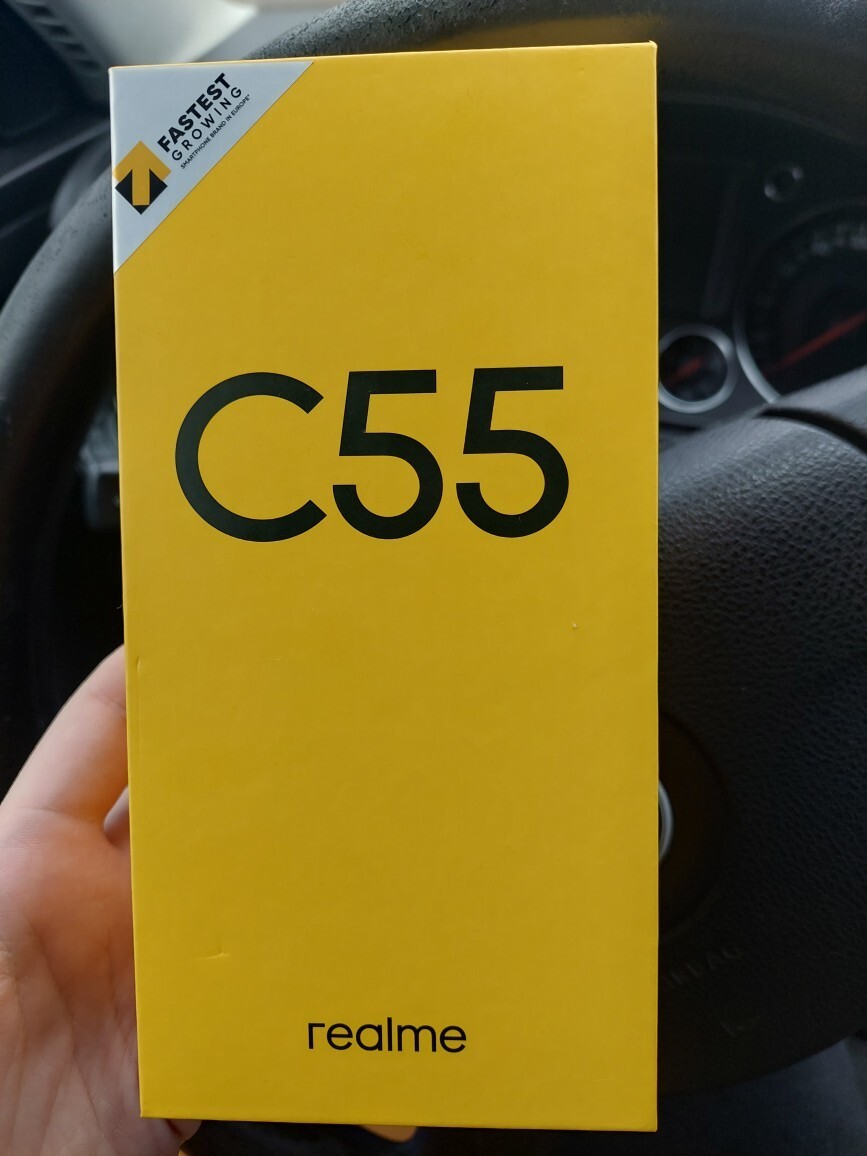 FASTEST
GROWING
SMARTPHONE BRAND IN EUROPE*
C55
realme